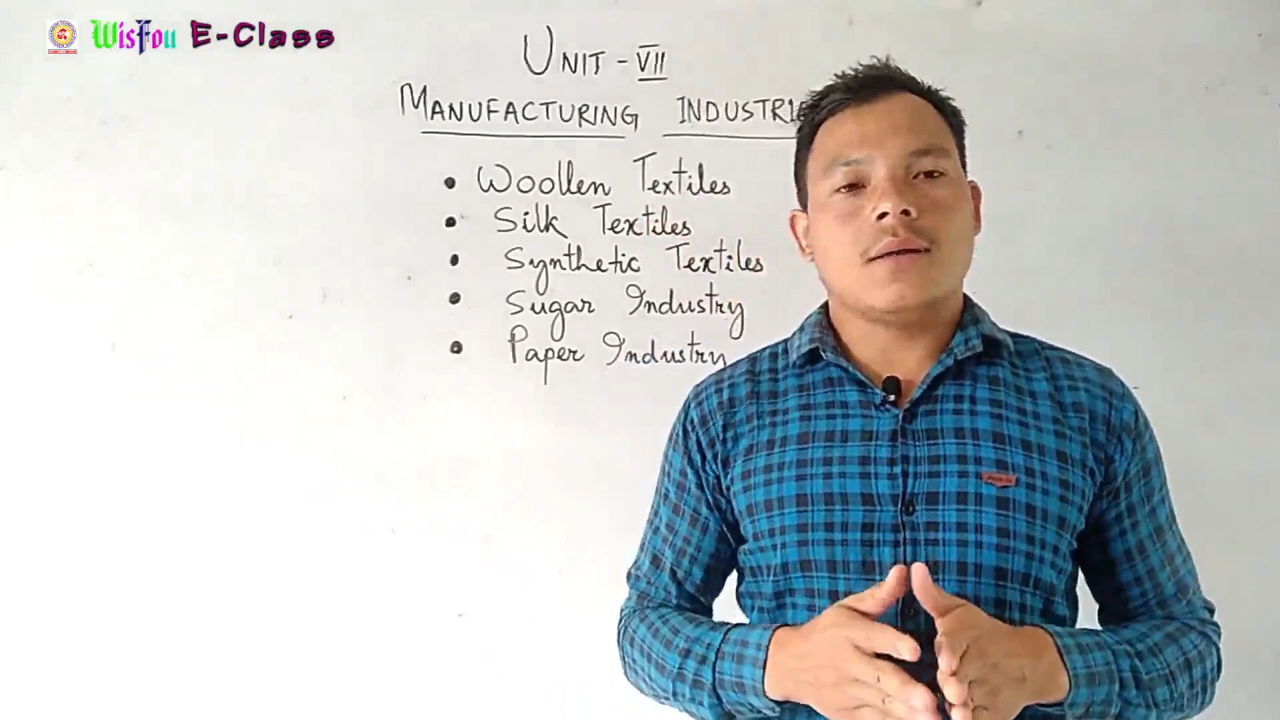 WisFou E-Class
Unit - VII
MANUFACTURING INDUSTRIE
• Woollen Textiles
• Silk Textiles
• Synthetic Textiles
• Sugar Industry
• Paper Industry